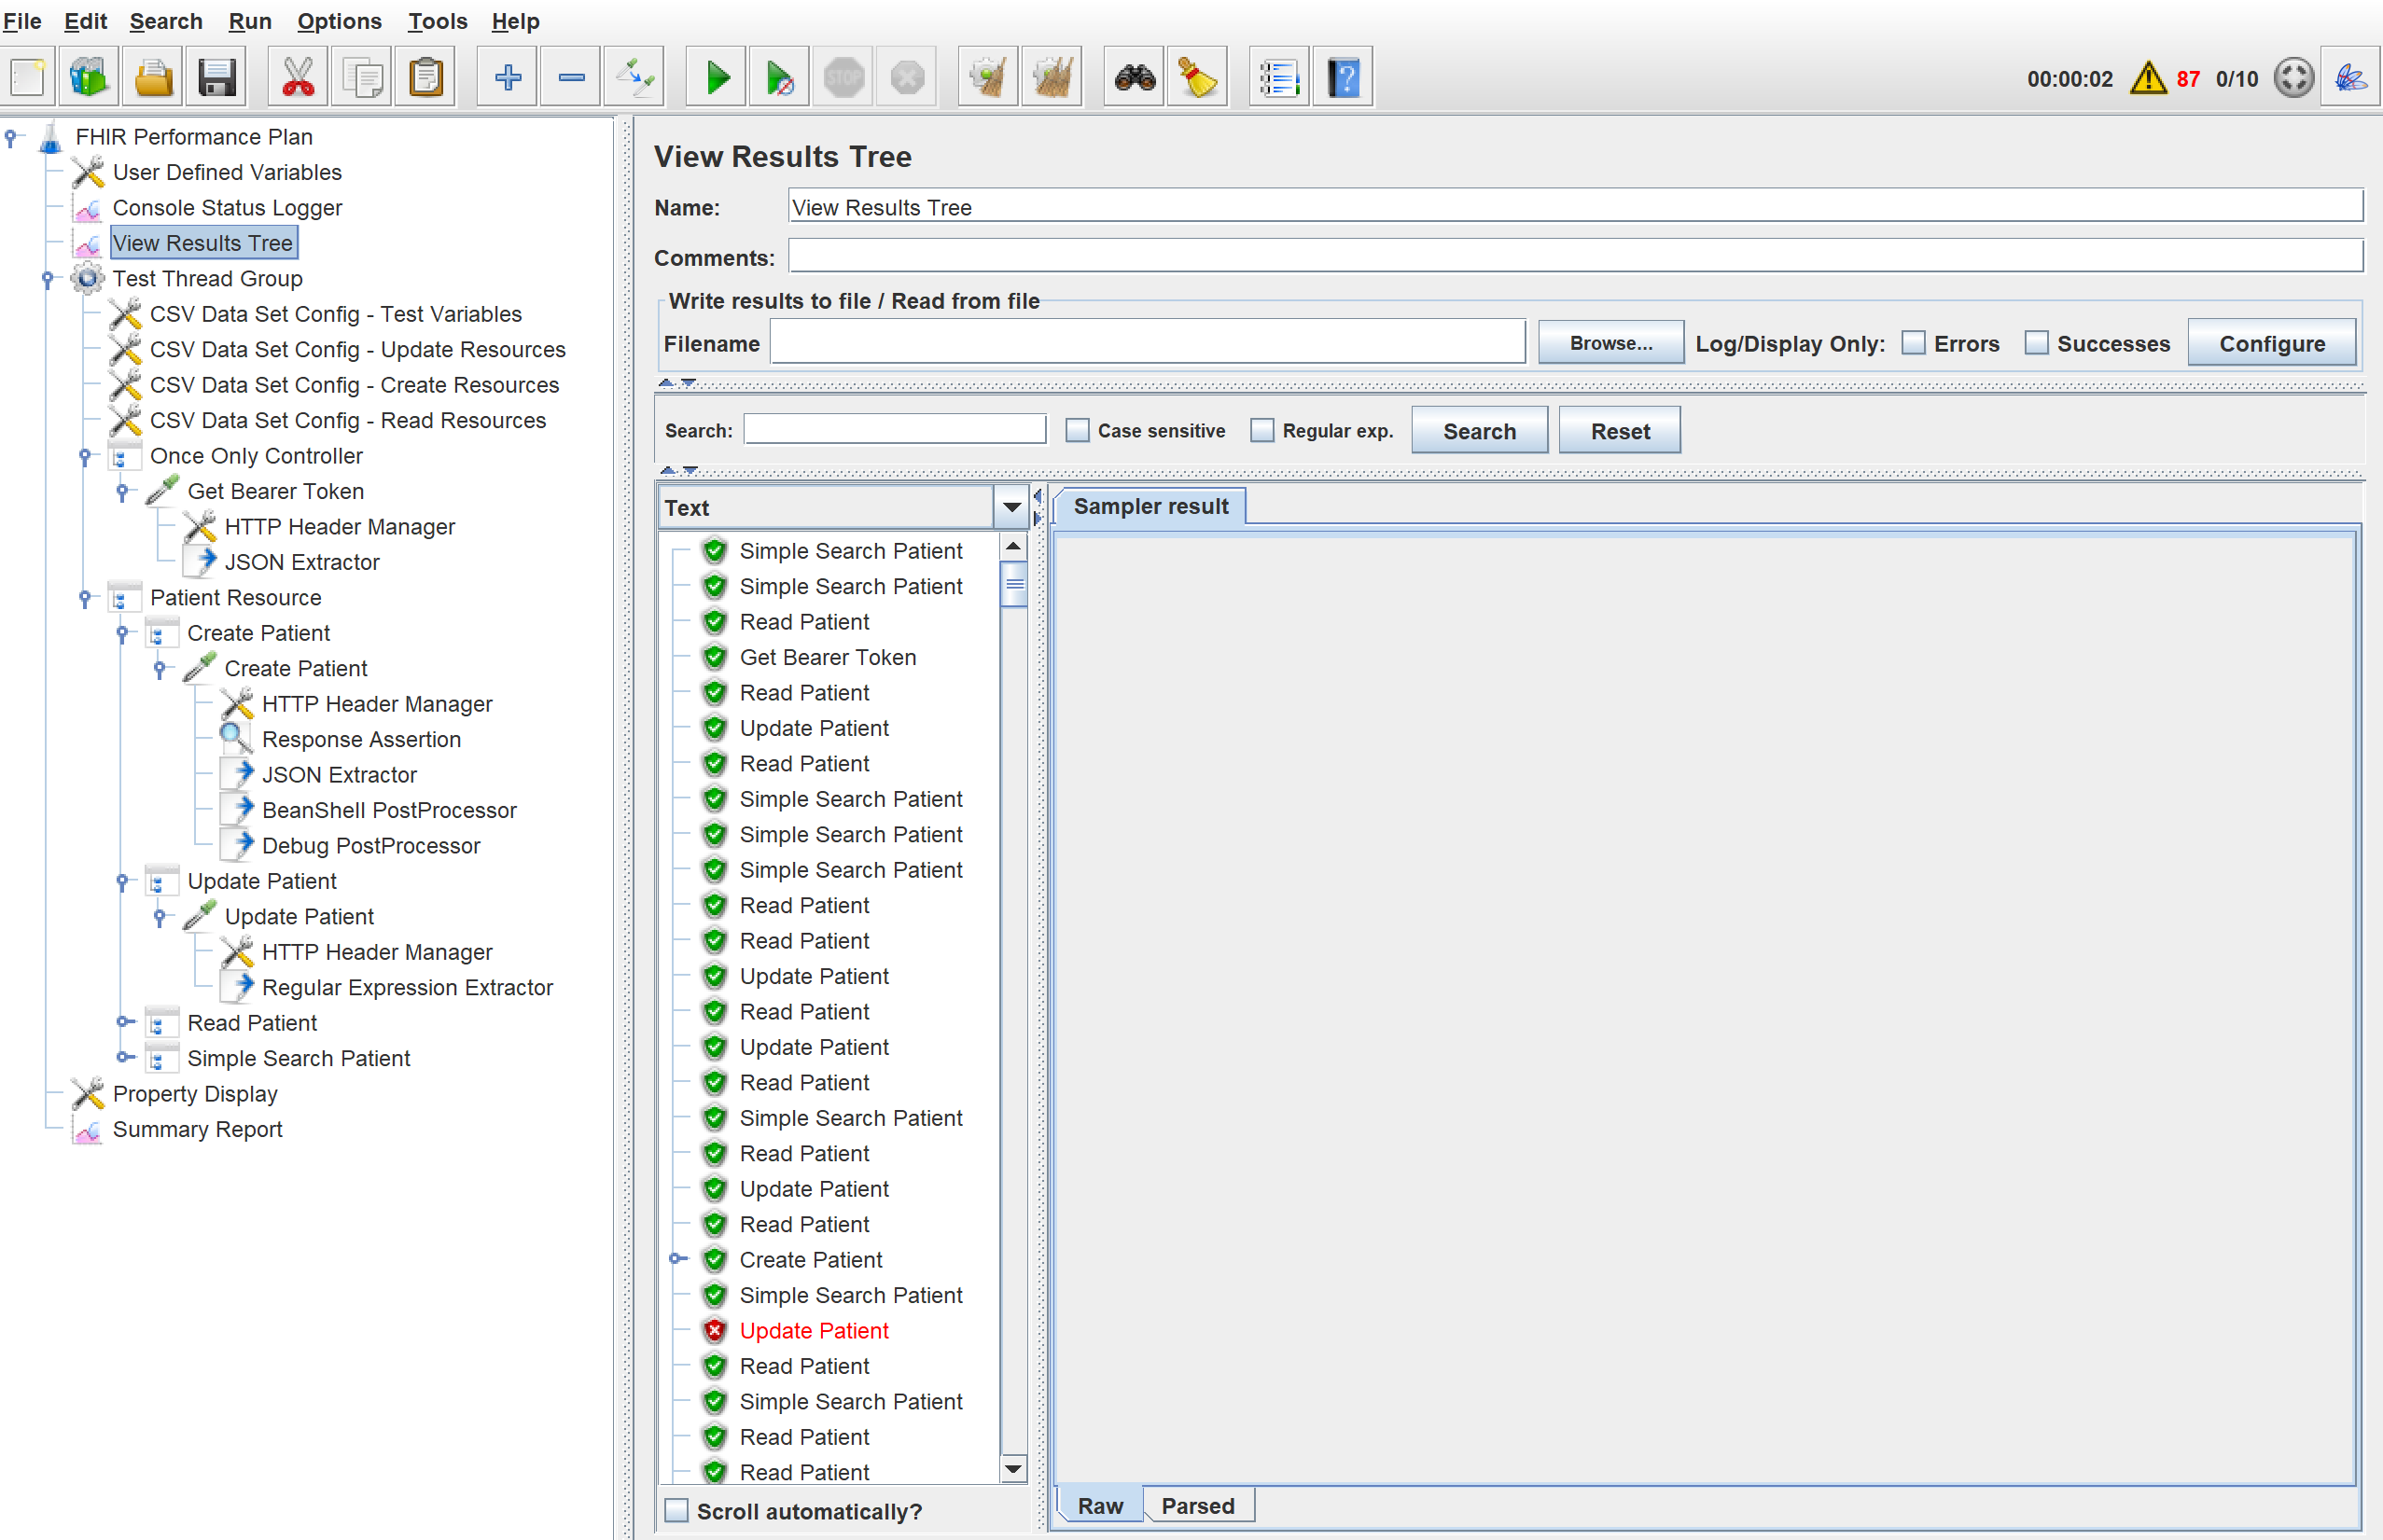 File Edit Search Run Options Tools Help
STOP
00:00:02 87 0/10
FHIR Performance Plan
User Defined Variables
Console Status Logger
View Results Tree
Test Thread Group
CSV Data Set Config - Test Variables
CSV Data Set Config - Update Resources
CSV Data Set Config - Create Resources
CSV Data Set Config - Read Resources
Once Only Controller
Get Bearer Token
HTTP Header Manager
JSON Extractor
Patient Resource
Create Patient
Create Patient
HTTP Header Manager
Response Assertion
JSON Extractor
BeanShell PostProcessor
Debug PostProcessor
Update Patient
Update Patient
HTTP Header Manager
Regular Expression Extractor
Read Patient
Simple Search Patient
Property Display
Summary Report
View Results Tree
Name: View Results Tree
Comments:
Write results to file / Read from file
Filename Browse... Log/Display Only: Errors Successes Configure
Search: Case sensitive Regular exp. Search Reset
Text
Simple Search Patient
Simple Search Patient
Read Patient
Get Bearer Token
Read Patient
Update Patient
Read Patient
Simple Search Patient
Simple Search Patient
Simple Search Patient
Read Patient
Read Patient
Update Patient
Read Patient
Update Patient
Read Patient
Simple Search Patient
Read Patient
Update Patient
Read Patient
Create Patient
Simple Search Patient
Update Patient
Read Patient
Simple Search Patient
Read Patient
Read Patient
Scroll automatically?
Sampler result
Raw Parsed